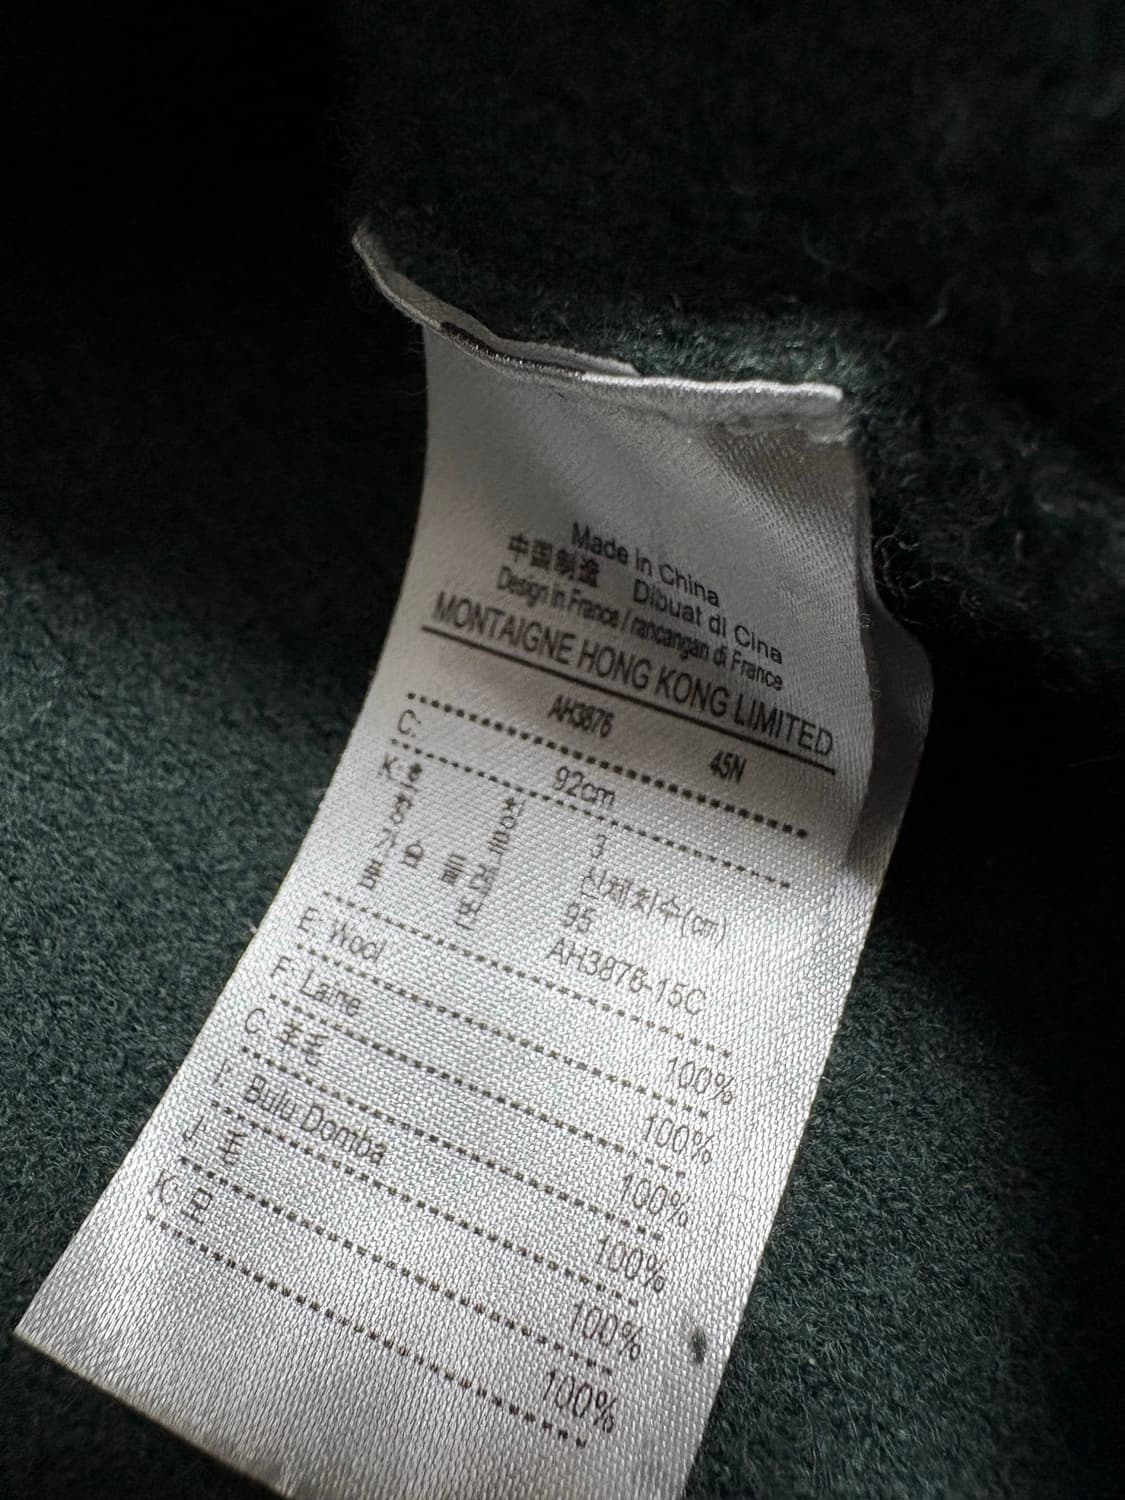 Made in China
中国制造 Dibuat di Cina
Design in France / rancangan di France
MONTAIGNE HONG KONG LIMITED
AH3876 45N
C: 92cm
K: 3
신체치수(cm)
95
AH3876-15C
E: Wool 100%
F: Laine 100%
C: 羊毛 100%
I: Bulu Domba 100%
J: 毛 100%
K: 모 100%